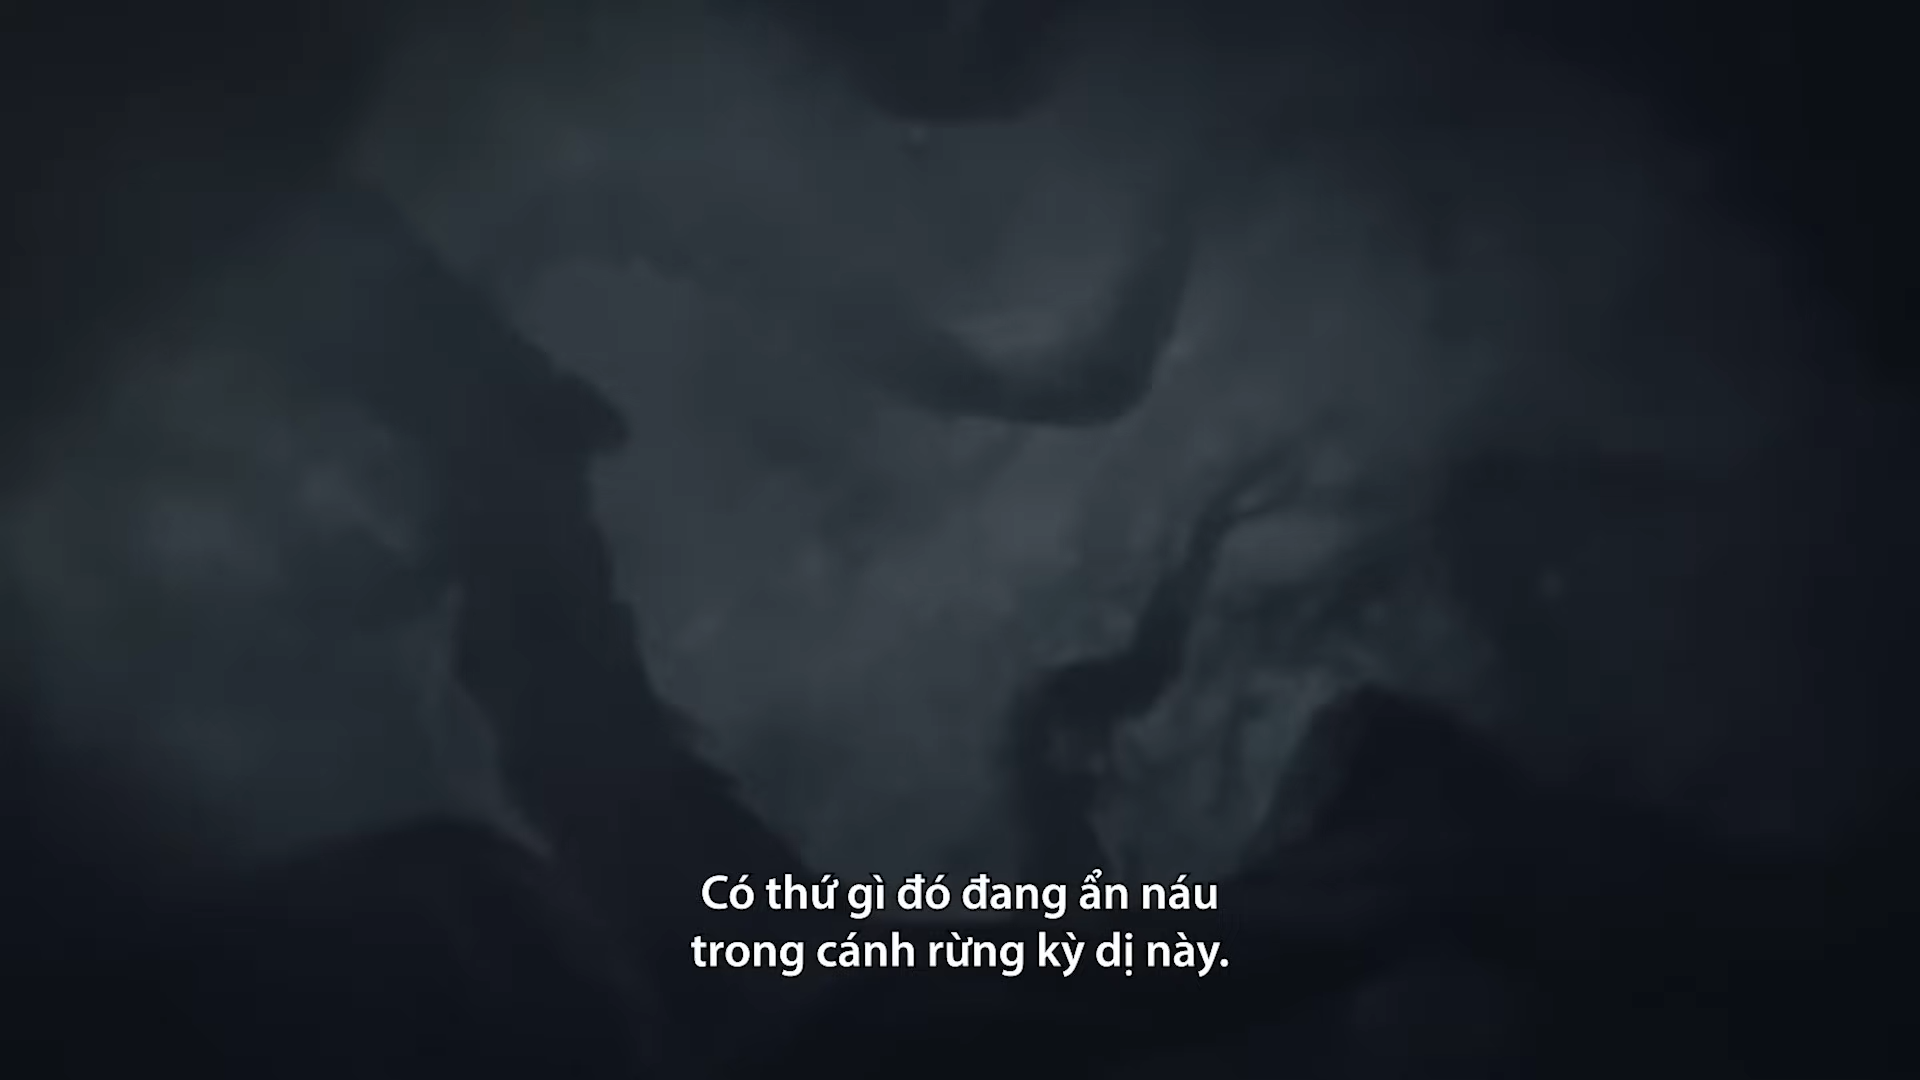 Có thứ gì đó đang ẩn náu
trong cánh rừng kỳ dị này.